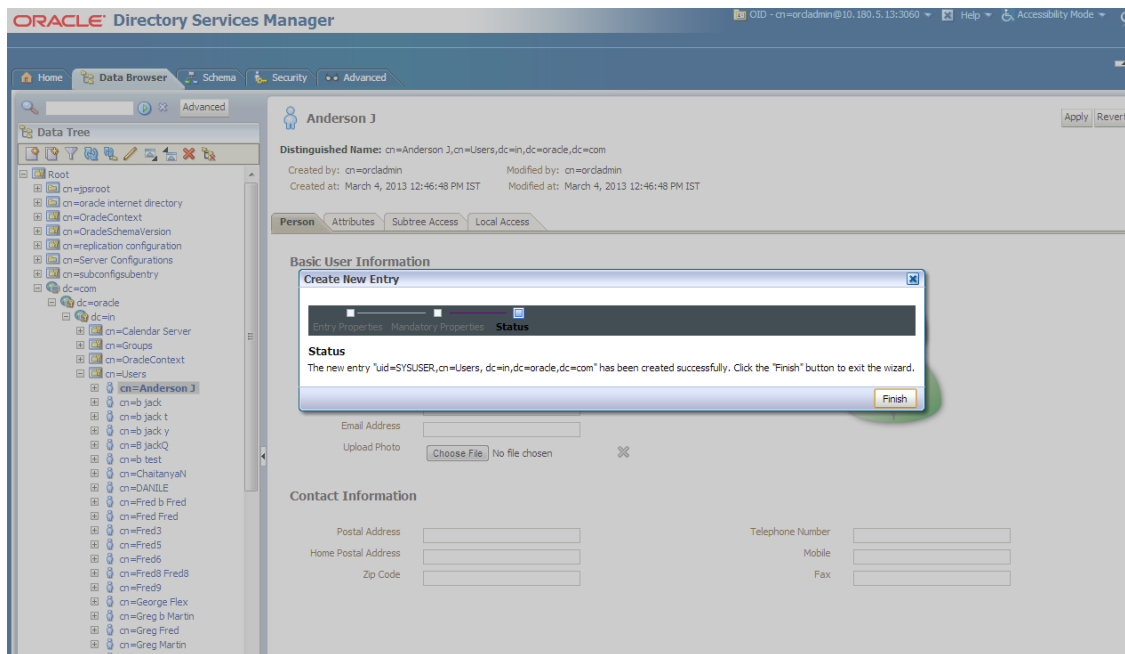 ORACLE Directory Services Manager
OID - cn=orcladmin@10.180.5.13:3060 Help Accessibility Mode
Home Data Browser Schema Security Advanced
Advanced
Data Tree
Root
cn=jpsroot
cn=oracle internet directory
cn=OracleContext
cn=OracleSchemaVersion
cn=replication configuration
cn=Server Configurations
cn=subconfigsubentry
dc=com
dc=oracle
dc=in
cn=Calendar Server
cn=Groups
cn=OracleContext
cn=Users
cn=Anderson J
cn=b jack
cn=b jack t
cn=b jack y
cn=B jackQ
cn=b test
cn=ChaitanyaN
cn=DANILE
cn=Fred b Fred
cn=Fred Fred
cn=Fred3
cn=Fred5
cn=Fred6
cn=Fred8 Fred8
cn=Fred9
cn=George Flex
cn=Greg b Martin
cn=Greg Fred
cn=Greg Martin
Anderson J
Apply Revert
Distinguished Name: cn=Anderson J,cn=Users,dc=in,dc=oracle,dc=com
Created by: cn=orcladmin Modified by: cn=orcladmin
Created at: March 4, 2013 12:46:48 PM IST Modified at: March 4, 2013 12:46:48 PM IST
Person Attributes Subtree Access Local Access
Basic User Information
Create New Entry
Entry Properties Mandatory Properties Status
Status
The new entry "uid=SYSUSER,cn=Users, dc=in,dc=oracle,dc=com" has been created successfully. Click the "Finish" button to exit the wizard.
Finish
Email Address
Upload Photo Choose File No file chosen
Contact Information
Postal Address Telephone Number
Home Postal Address Mobile
Zip Code Fax